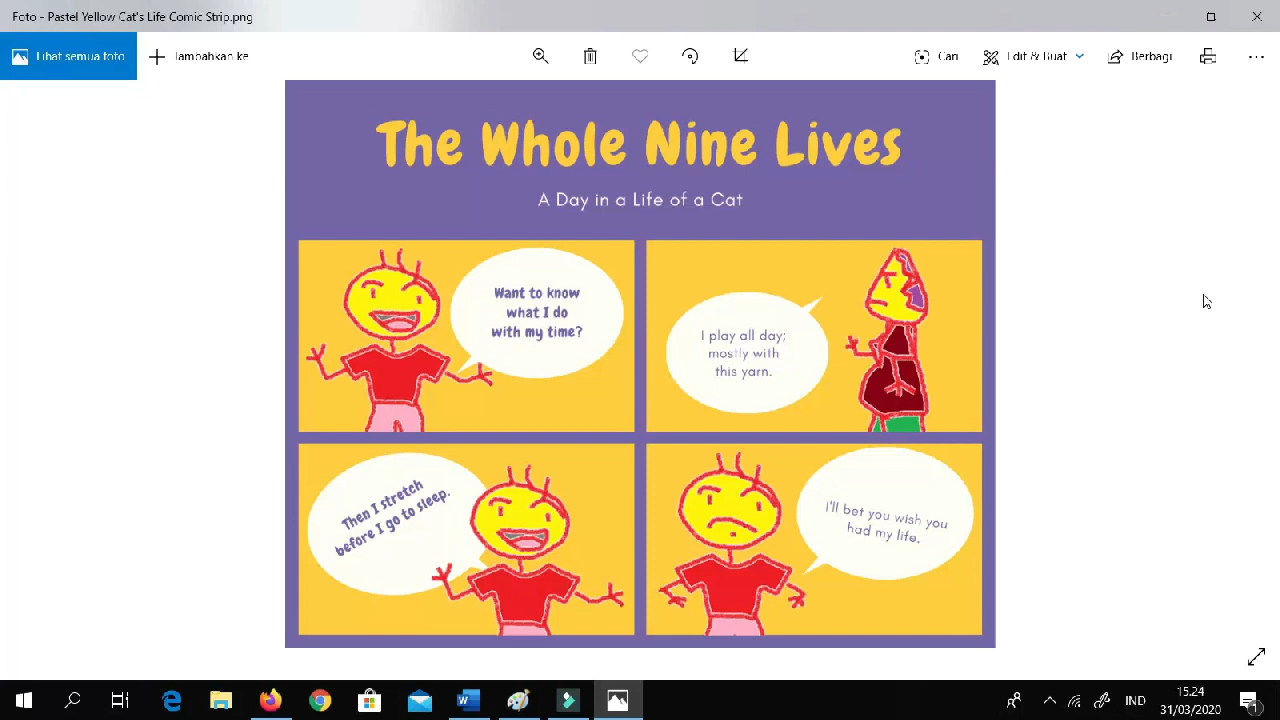 Foto - Pastel Yellow Cat's Life Comic Strip.png
Lihat semua foto
Tambahkan ke
Cari
Edit & Buat
Berbagi
The Whole Nine Lives
A Day in a Life of a Cat
Want to know
what I do
with my time?
I play all day;
mostly with
this yarn.
Then I stretch
before I go to sleep.
I'll bet you wish you
had my life.
IND
15.24
31/03/2020